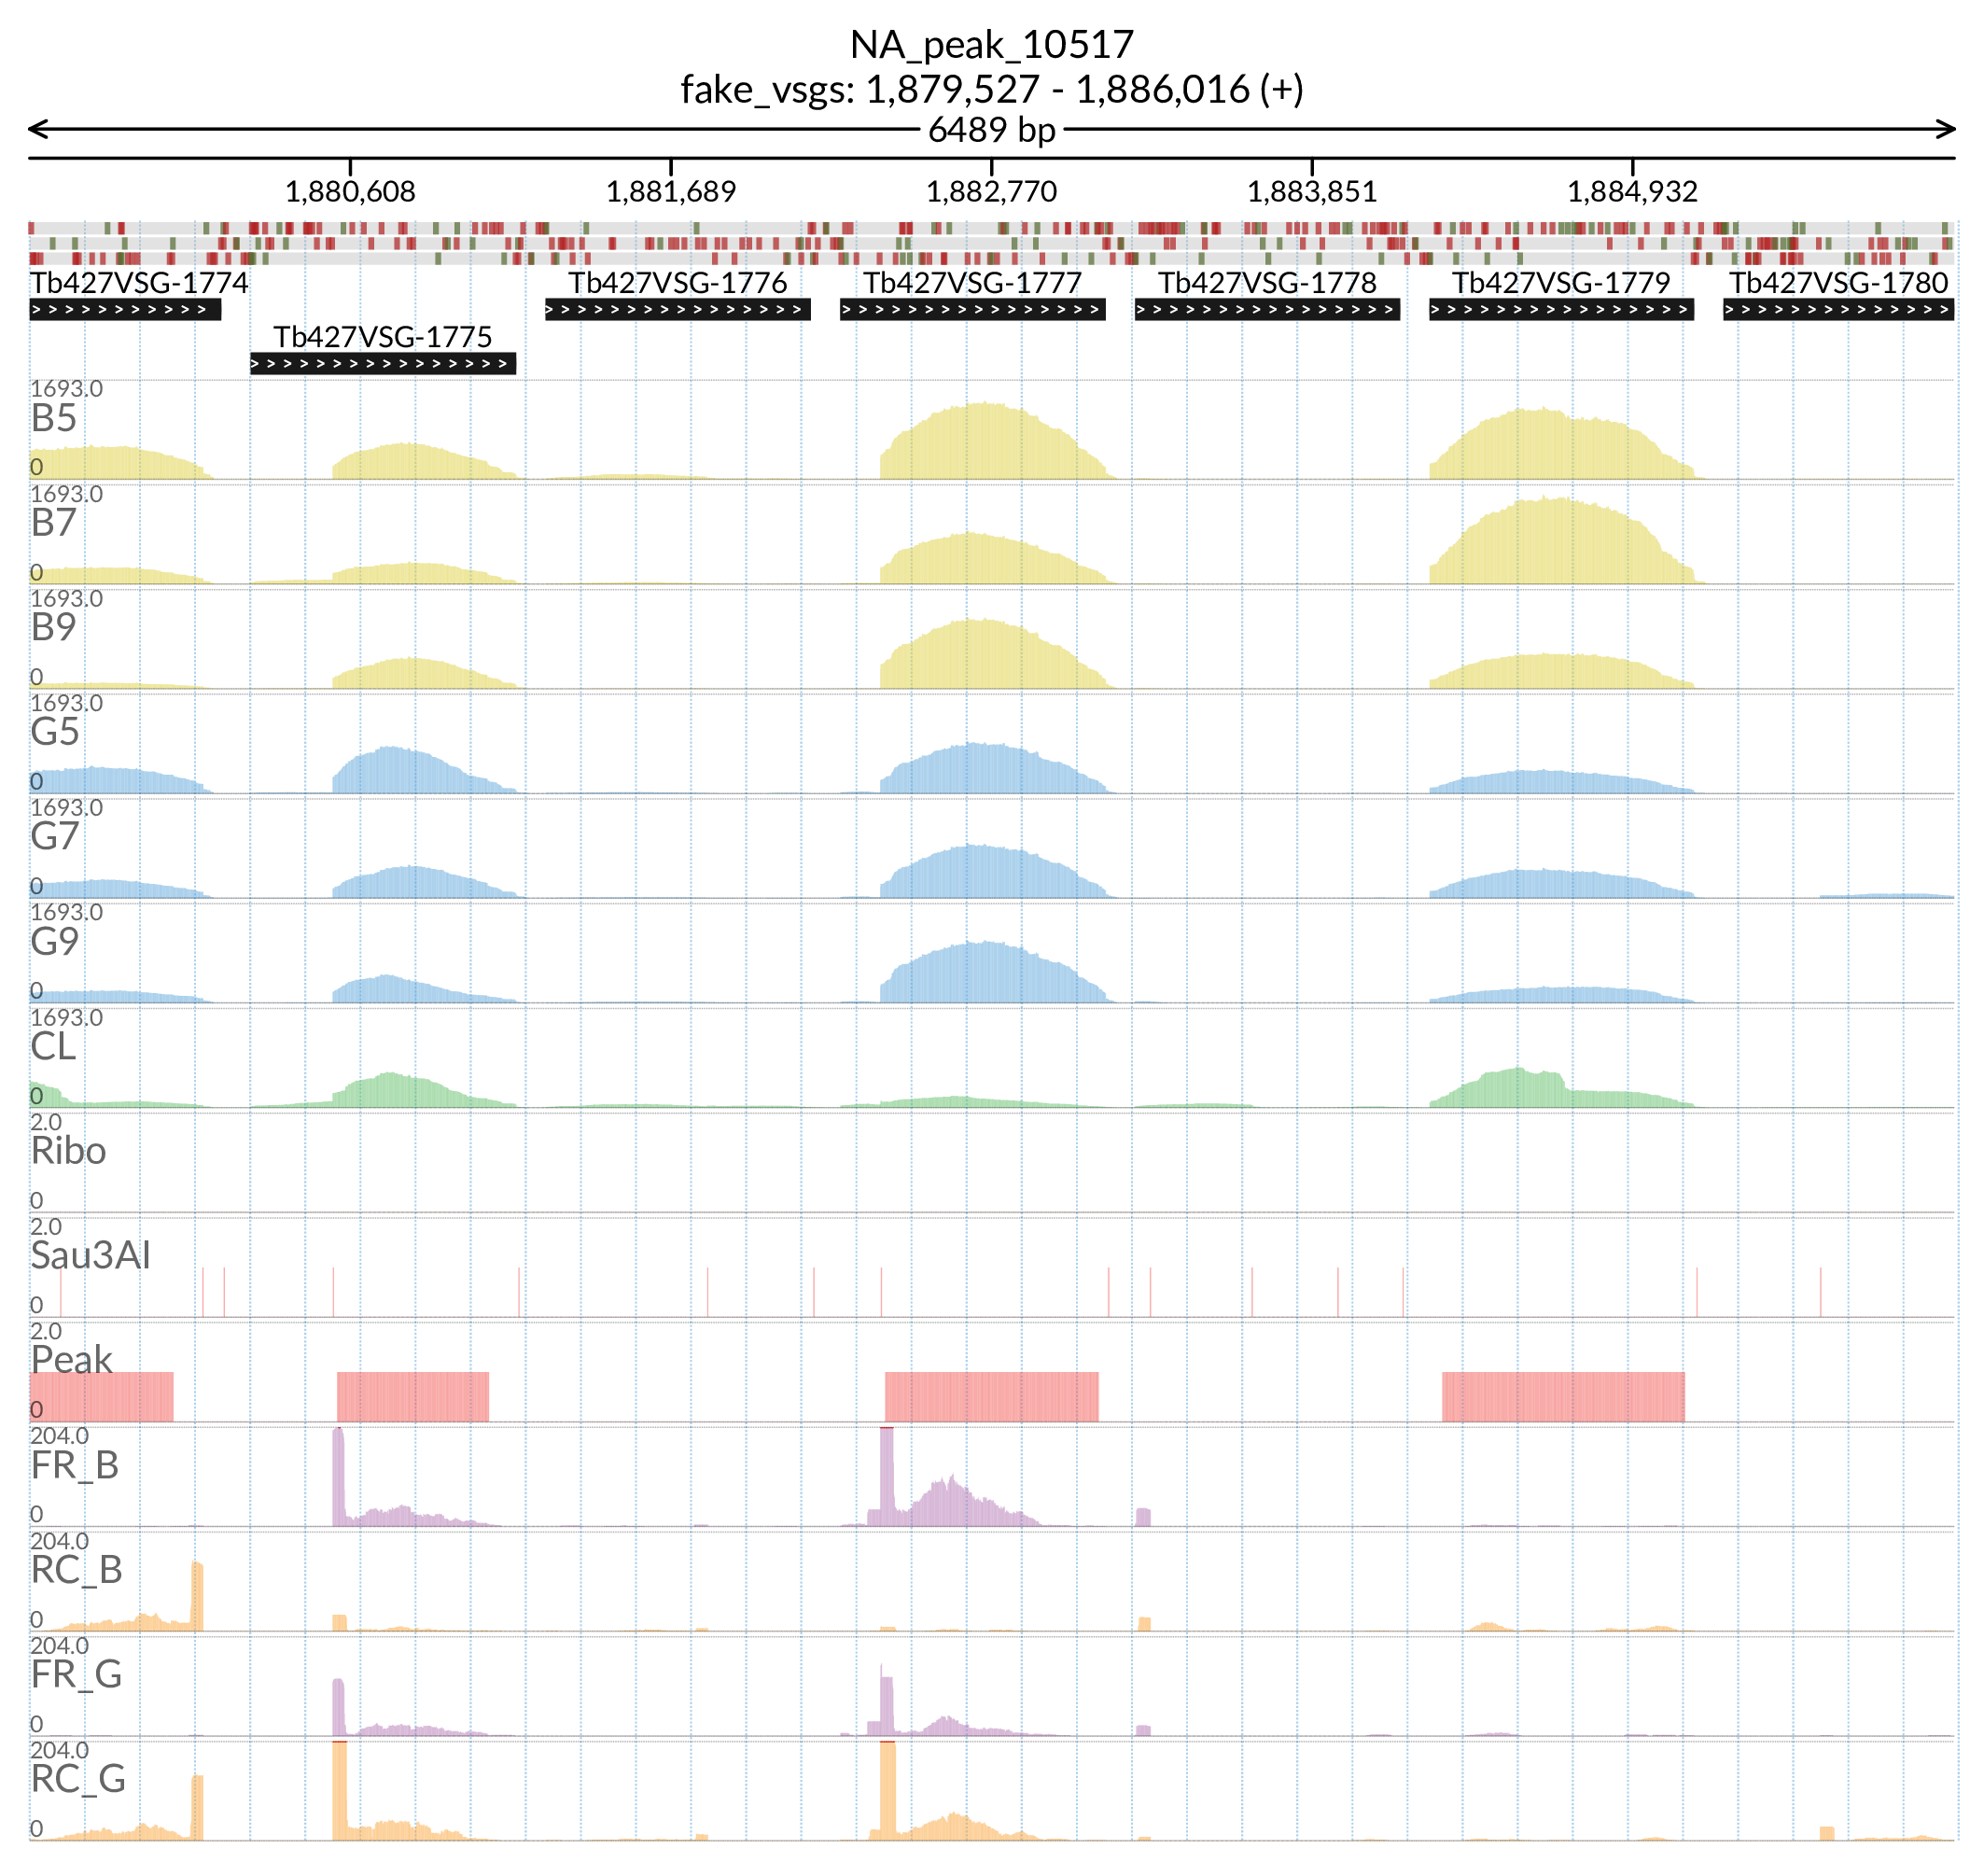 NA_peak_10517
fake_vsgs: 1,879,527 - 1,886,016 (+)
6489 bp
1,880,608 1,881,689 1,882,770 1,883,851 1,884,932
Tb427VSG-1774 Tb427VSG-1776 Tb427VSG-1777 Tb427VSG-1778 Tb427VSG-1779 Tb427VSG-1780
Tb427VSG-1775
1693.0
B5
0
1693.0
B7
0
1693.0
B9
0
1693.0
G5
0
1693.0
G7
0
1693.0
G9
0
1693.0
CL
0
2.0
Ribo
0
2.0
Sau3AI
0
2.0
Peak
0
204.0
FR_B
0
204.0
RC_B
0
204.0
FR_G
0
204.0
RC_G
0